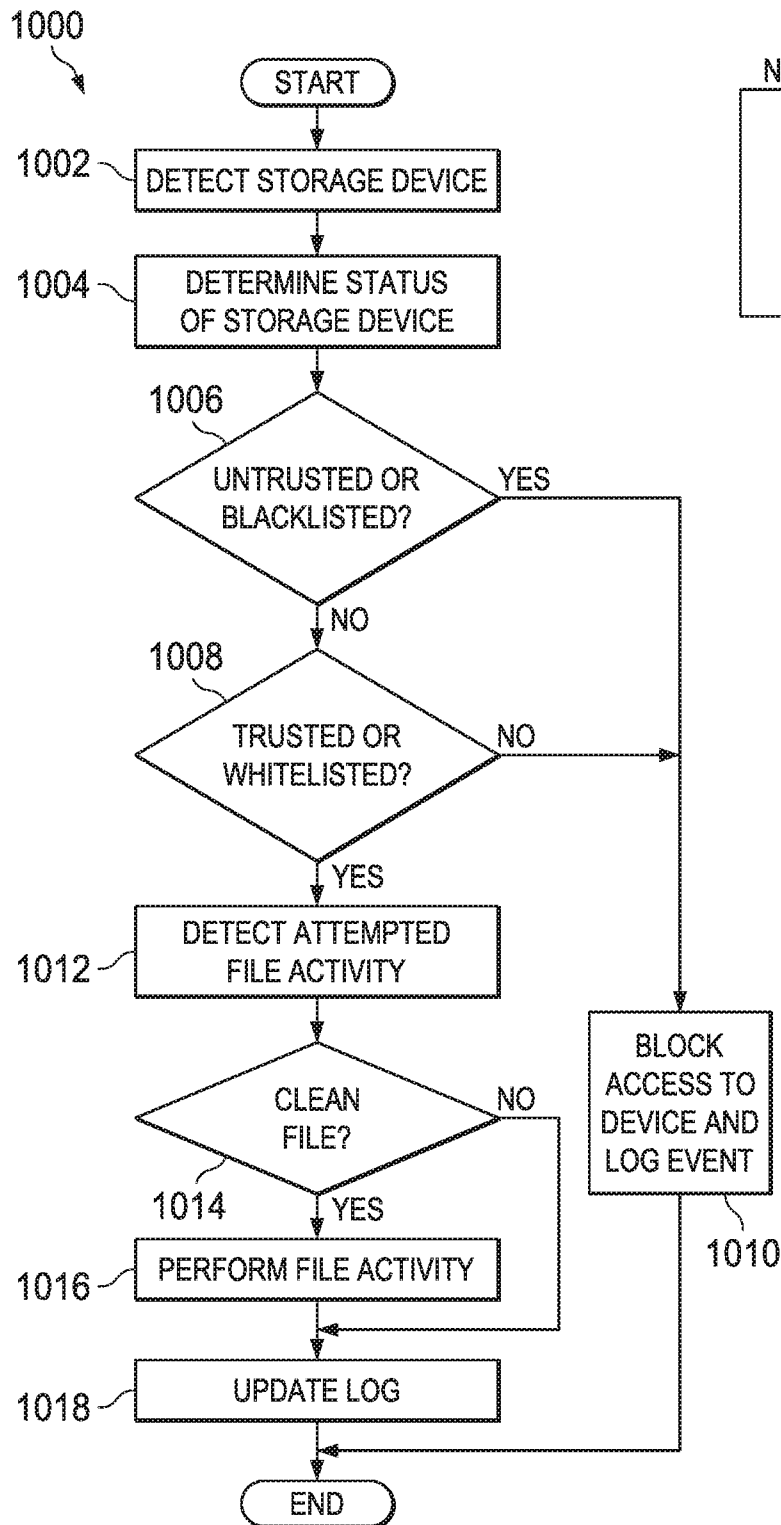 1000
START
1002
DETECT STORAGE DEVICE
1004
DETERMINE STATUS
OF STORAGE DEVICE
1006
UNTRUSTED OR
BLACKLISTED?
YES
NO
1008
TRUSTED OR
WHITELISTED?
NO
YES
1012
DETECT ATTEMPTED
FILE ACTIVITY
CLEAN
FILE?
NO
1014
YES
BLOCK
ACCESS TO
DEVICE AND
LOG EVENT
1010
1016
PERFORM FILE ACTIVITY
1018
UPDATE LOG
END
N